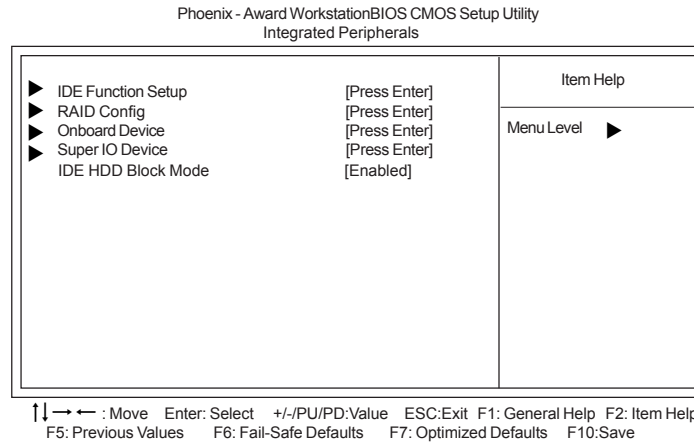 Phoenix - Award WorkstationBIOS CMOS Setup Utility
Integrated Peripherals
Item Help
▶ IDE Function Setup [Press Enter]
▶ RAID Config [Press Enter]
▶ Onboard Device [Press Enter]
▶ Super IO Device [Press Enter]
IDE HDD Block Mode [Enabled]
Menu Level ▶
↑↓→← : Move Enter: Select +/-/PU/PD:Value ESC:Exit F1: General Help F2: Item Help
F5: Previous Values F6: Fail-Safe Defaults F7: Optimized Defaults F10:Save